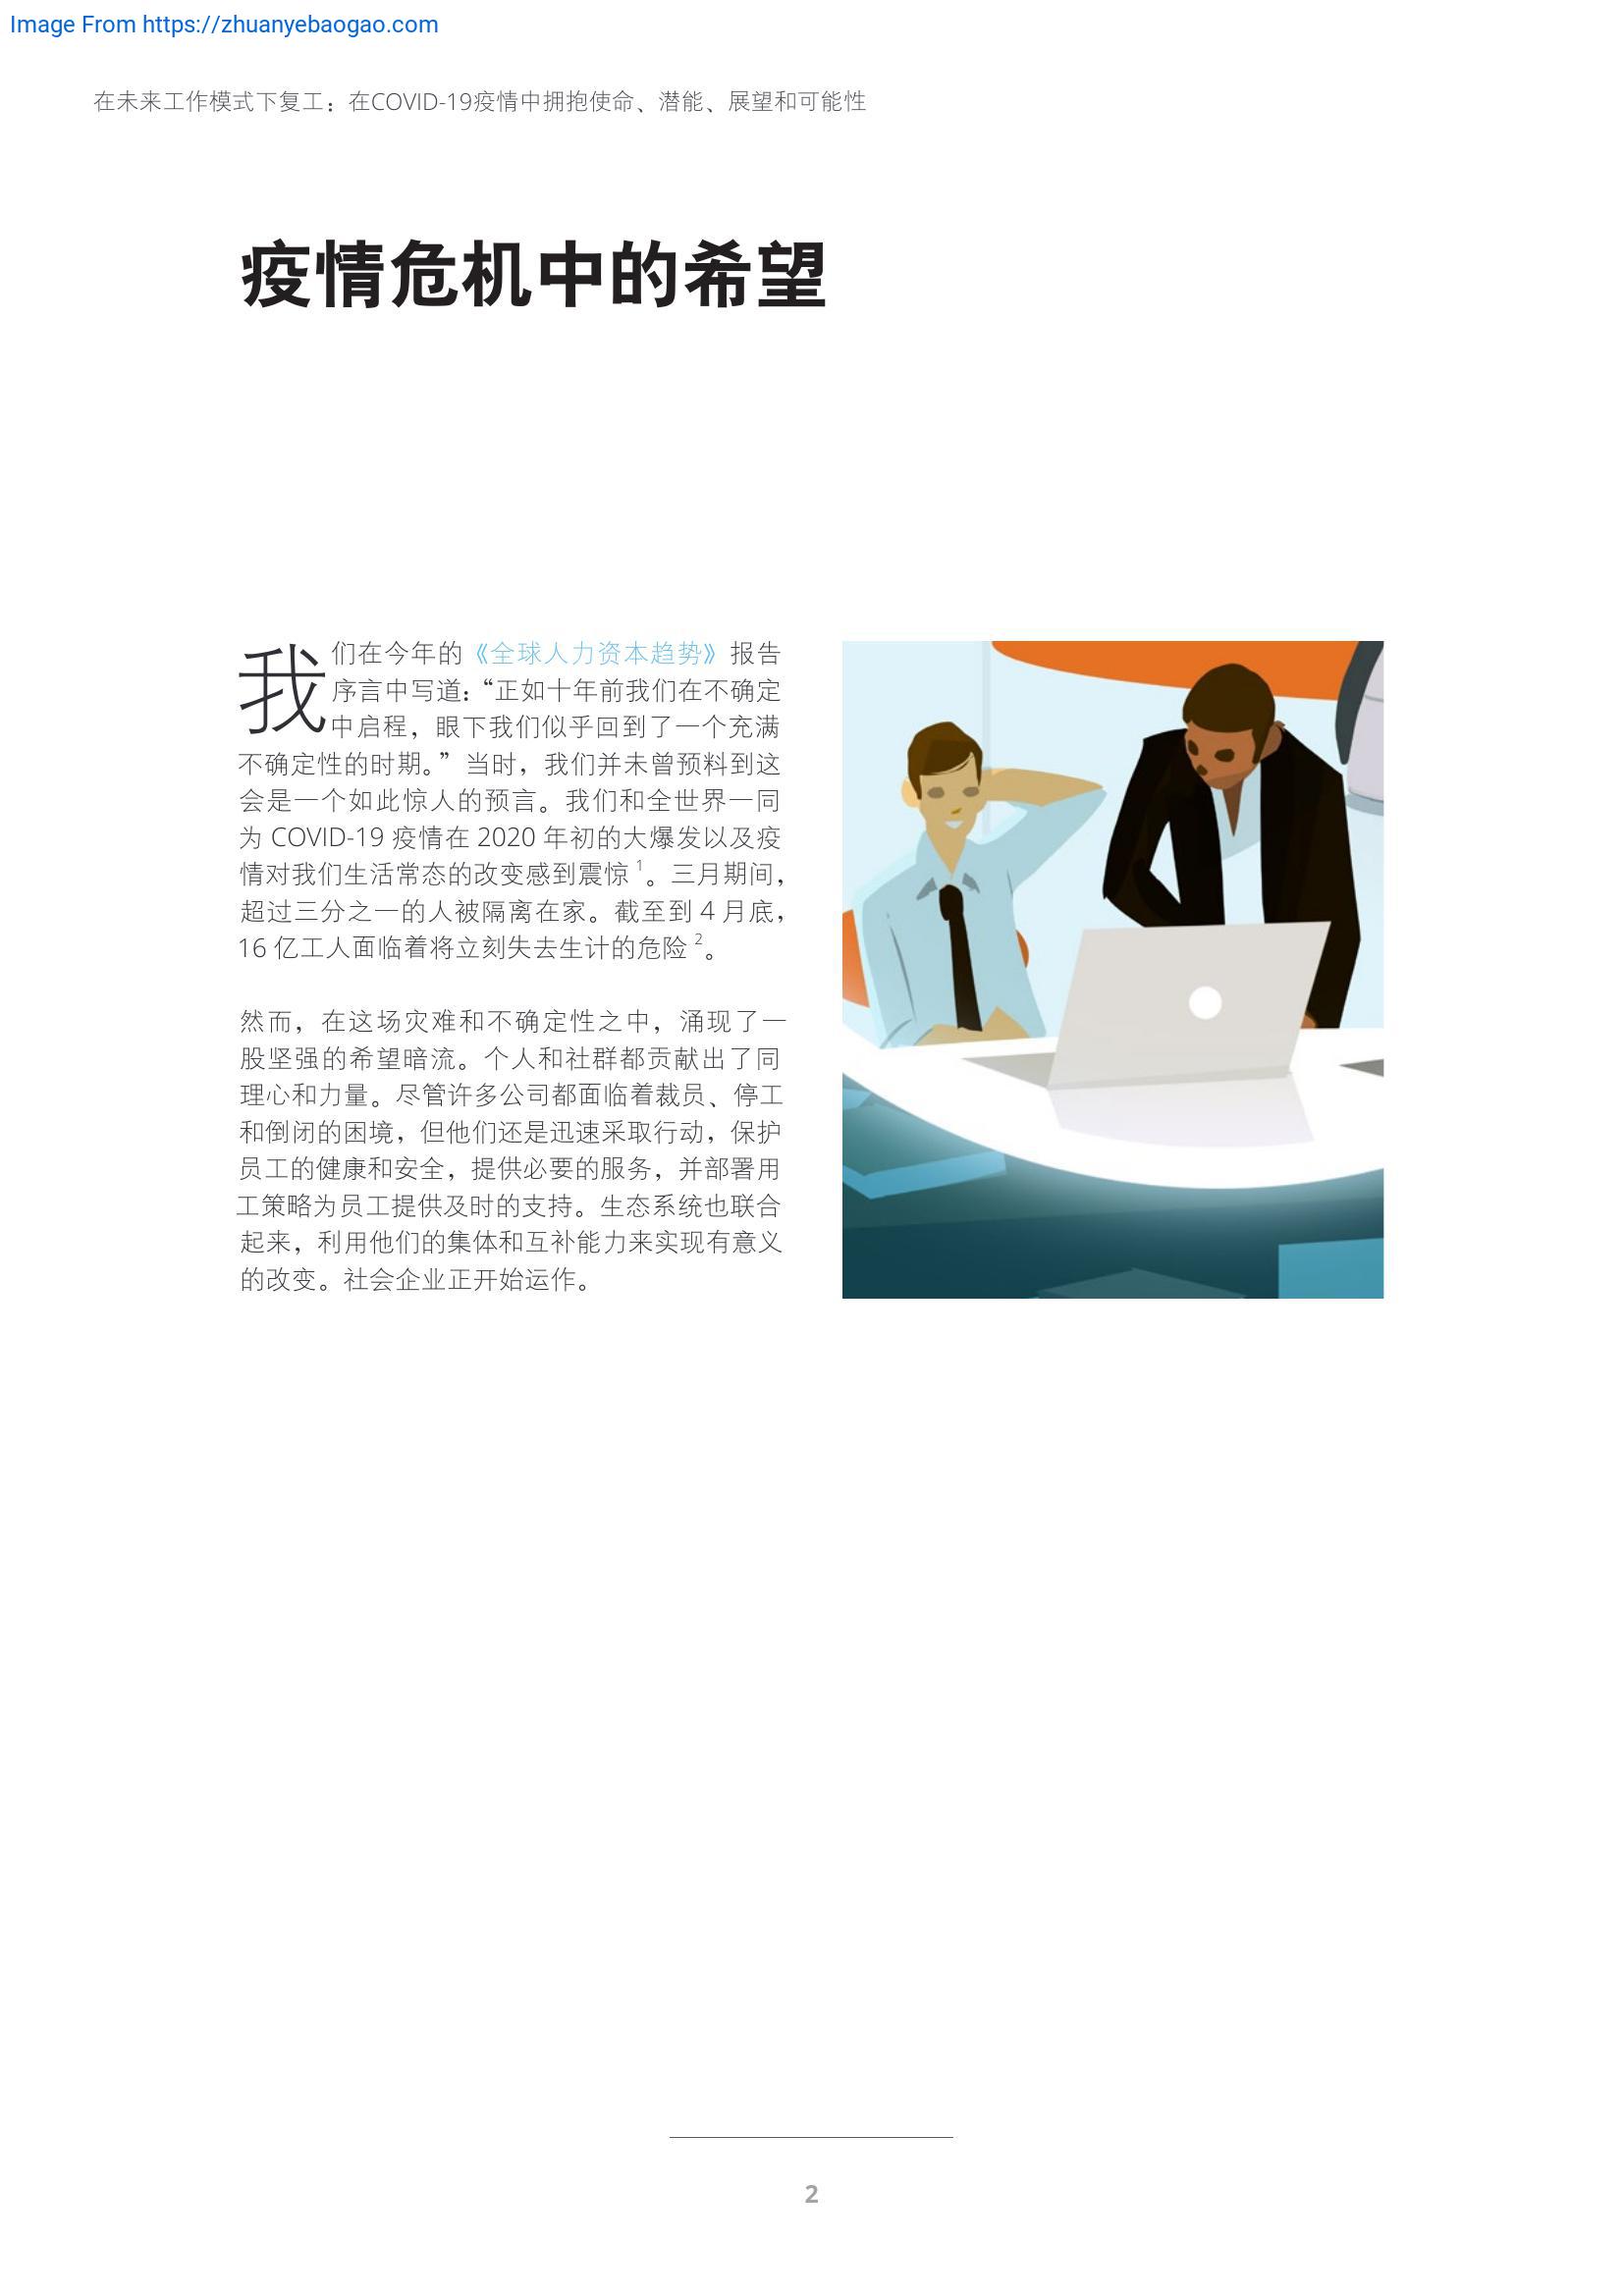 Image From https://zhuanyebaogao.com
在未来工作模式下复工：在COVID-19疫情中拥抱使命、潜能、展望和可能性
疫情危机中的希望
我们在今年的《全球人力资本趋势》报告
序言中写道：“正如十年前我们在不确定
中启程，眼下我们似乎回到了一个充满
不确定性的时期。”当时，我们并未曾预料到这
会是一个如此惊人的预言。我们和全世界一同
为 COVID-19 疫情在 2020 年初的大爆发以及疫
情对我们生活常态的改变感到震惊 1。三月期间，
超过三分之一的人被隔离在家。截至到 4 月底，
16 亿工人面临着将立刻失去生计的危险 2。
然而，在这场灾难和不确定性之中，涌现了一
股坚强的希望暗流。个人和社群都贡献出了同
理心和力量。尽管许多公司都面临着裁员、停工
和倒闭的困境，但他们还是迅速采取行动，保护
员工的健康和安全，提供必要的服务，并部署用
工策略为员工提供及时的支持。生态系统也联合
起来，利用他们的集体和互补能力来实现有意义
的改变。社会企业正开始运作。
2